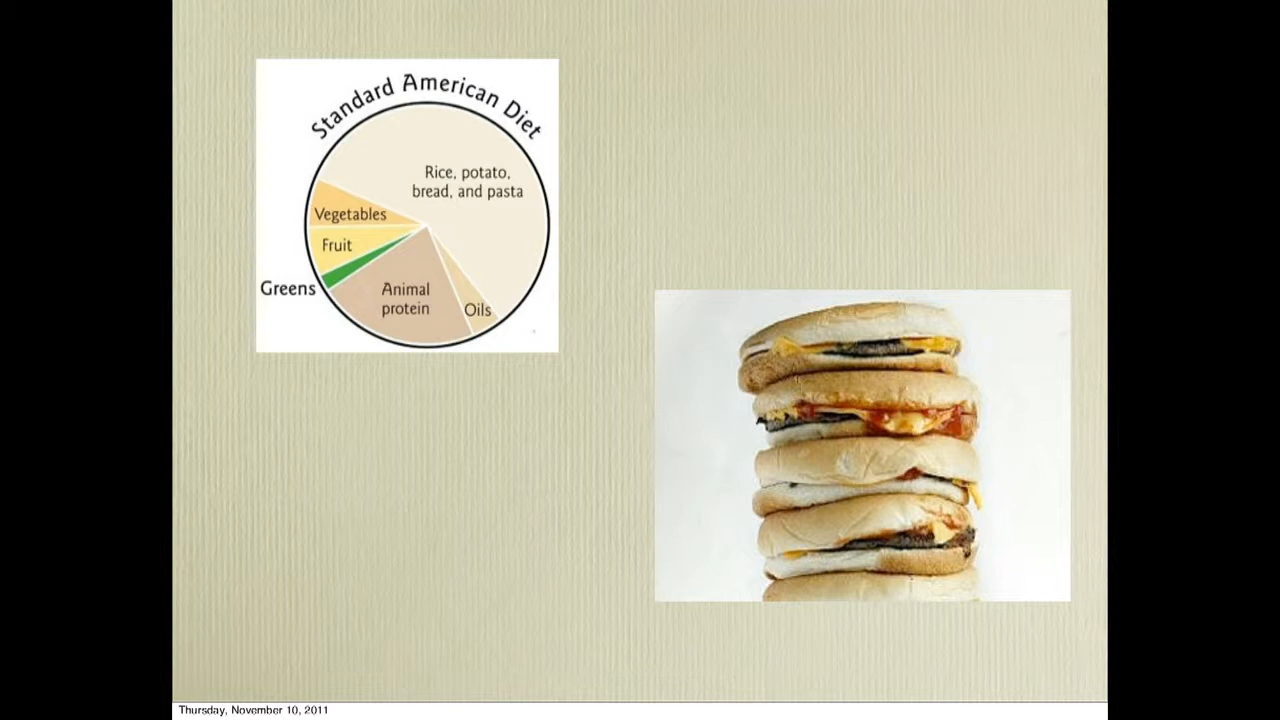 Standard American Diet
Rice, potato,
bread, and pasta
Vegetables
Fruit
Greens
Animal
protein
Oils
Thursday, November 10, 2011